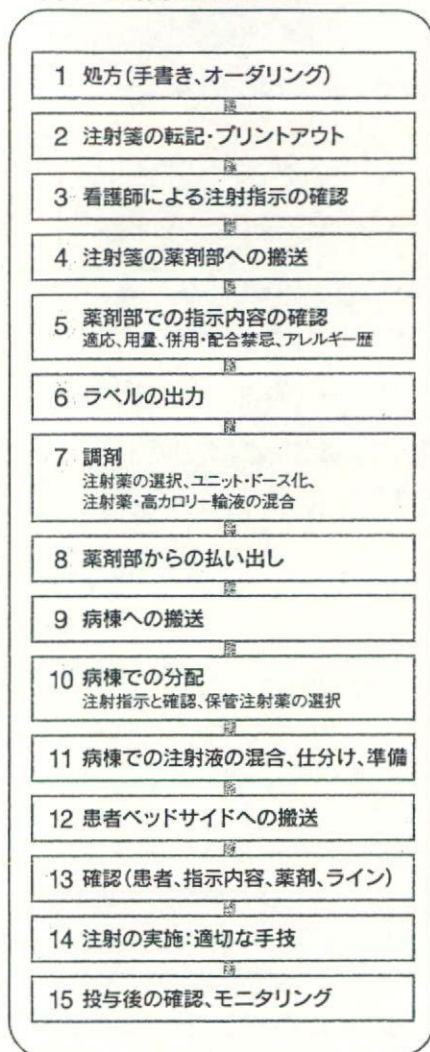 1 処方(手書き、オーダリング)
2 注射箋の転記・プリントアウト
3 看護師による注射指示の確認
4 注射箋の薬剤部への搬送
5 薬剤部での指示内容の確認
適応、用量、併用・配合禁忌、アレルギー歴
6 ラベルの出力
7 調剤
注射薬の選択、ユニット・ドース化、
注射薬・高カロリー輸液の混合
8 薬剤部からの払い出し
9 病棟への搬送
10 病棟での分配
注射指示と確認、保管注射薬の選択
11 病棟での注射液の混合、仕分け、準備
12 患者ベッドサイドへの搬送
13 確認(患者、指示内容、薬剤、ライン)
14 注射の実施:適切な手技
15 投与後の確認、モニタリング